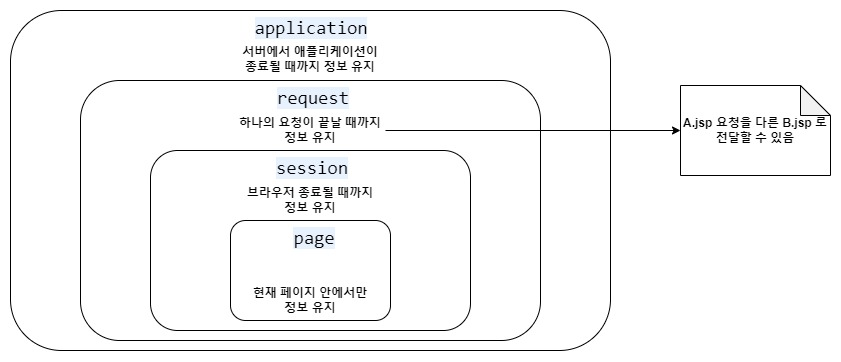 application
서버에서 애플리케이션이
종료될 때까지 정보 유지
request
하나의 요청이 끝날 때까지
정보 유지
A.jsp 요청을 다른 B.jsp 로
전달할 수 있음
session
브라우저 종료될 때까지
정보 유지
page
현재 페이지 안에서만
정보 유지